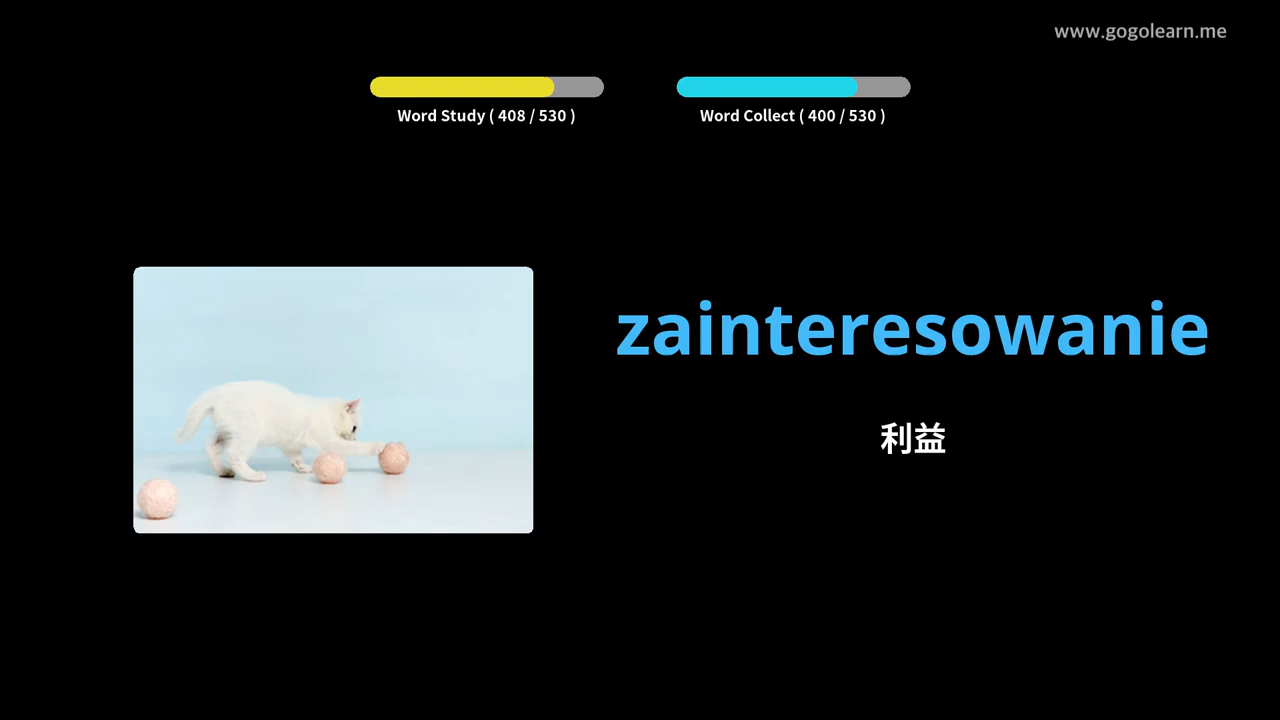 www.gogolearn.me
Word Study ( 408 / 530 )
Word Collect ( 400 / 530 )
zainteresowanie
利益